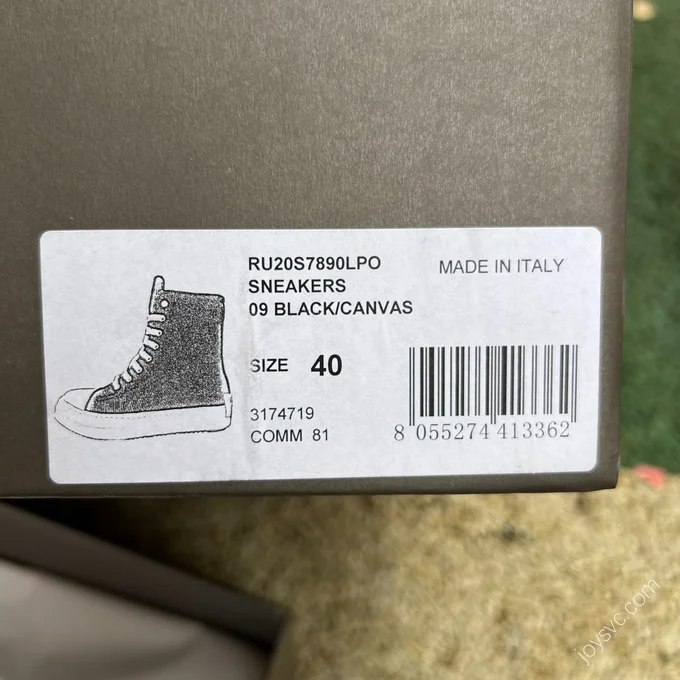 RU20S7890LPO
SNEAKERS
09 BLACK/CANVAS
MADE IN ITALY
SIZE 40
3174719
COMM 81
8 055274 413362
joysvc.com